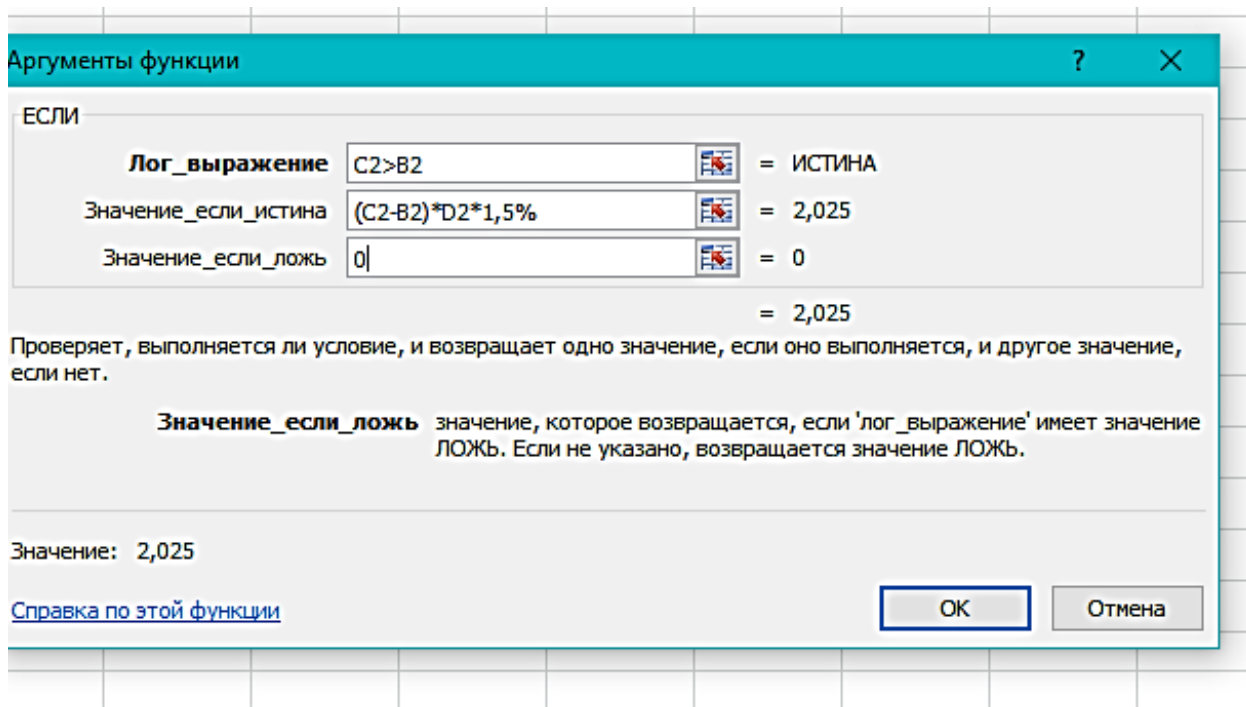 Аргументы функции ?
ЕСЛИ
Лог_выражение C2>B2 = ИСТИНА
Значение_если_истина (C2-B2)*D2*1,5% = 2,025
Значение_если_ложь 0 = 0
= 2,025
Проверяет, выполняется ли условие, и возвращает одно значение, если оно выполняется, и другое значение,
если нет.
Значение_если_ложь значение, которое возвращается, если 'лог_выражение' имеет значение
ЛОЖЬ. Если не указано, возвращается значение ЛОЖЬ.
Значение: 2,025
Справка по этой функции ОК Отмена